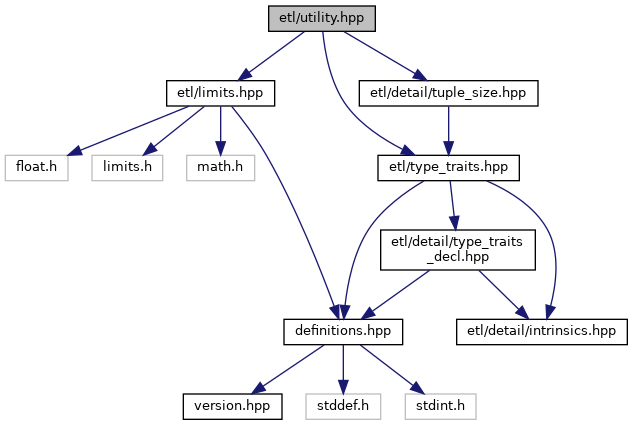 etl/utility.hpp
etl/limits.hpp
etl/detail/tuple_size.hpp
float.h
limits.h
math.h
etl/type_traits.hpp
etl/detail/type_traits
_decl.hpp
definitions.hpp
etl/detail/intrinsics.hpp
version.hpp
stddef.h
stdint.h